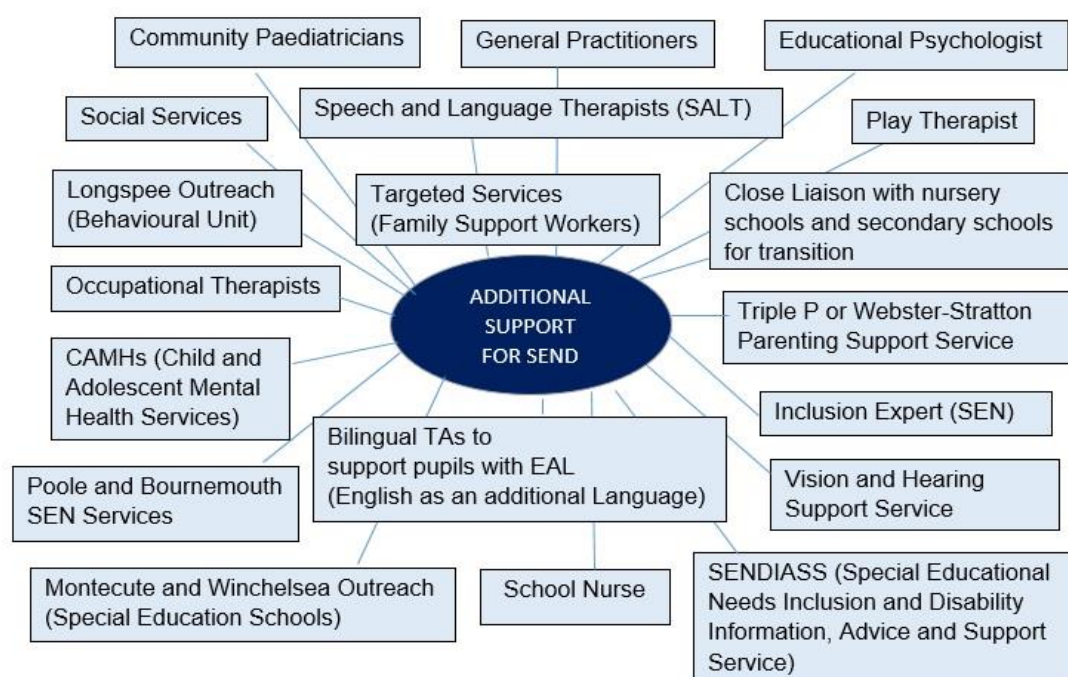 Community Paediatricians
General Practitioners
Educational Psychologist
Social Services
Speech and Language Therapists (SALT)
Play Therapist
Longspee Outreach
(Behavioural Unit)
Targeted Services
(Family Support Workers)
Close Liaison with nursery
schools and secondary schools
for transition
Occupational Therapists
ADDITIONAL
SUPPORT
FOR SEND
Triple P or Webster-Stratton
Parenting Support Service
CAMHs (Child and
Adolescent Mental
Health Services)
Inclusion Expert (SEN)
Bilingual TAs to
support pupils with EAL
(English as an additional Language)
Poole and Bournemouth
SEN Services
Vision and Hearing
Support Service
Montecute and Winchelsea Outreach
(Special Education Schools)
School Nurse
SENDIASS (Special Educational
Needs Inclusion and Disability
Information, Advice and Support
Service)